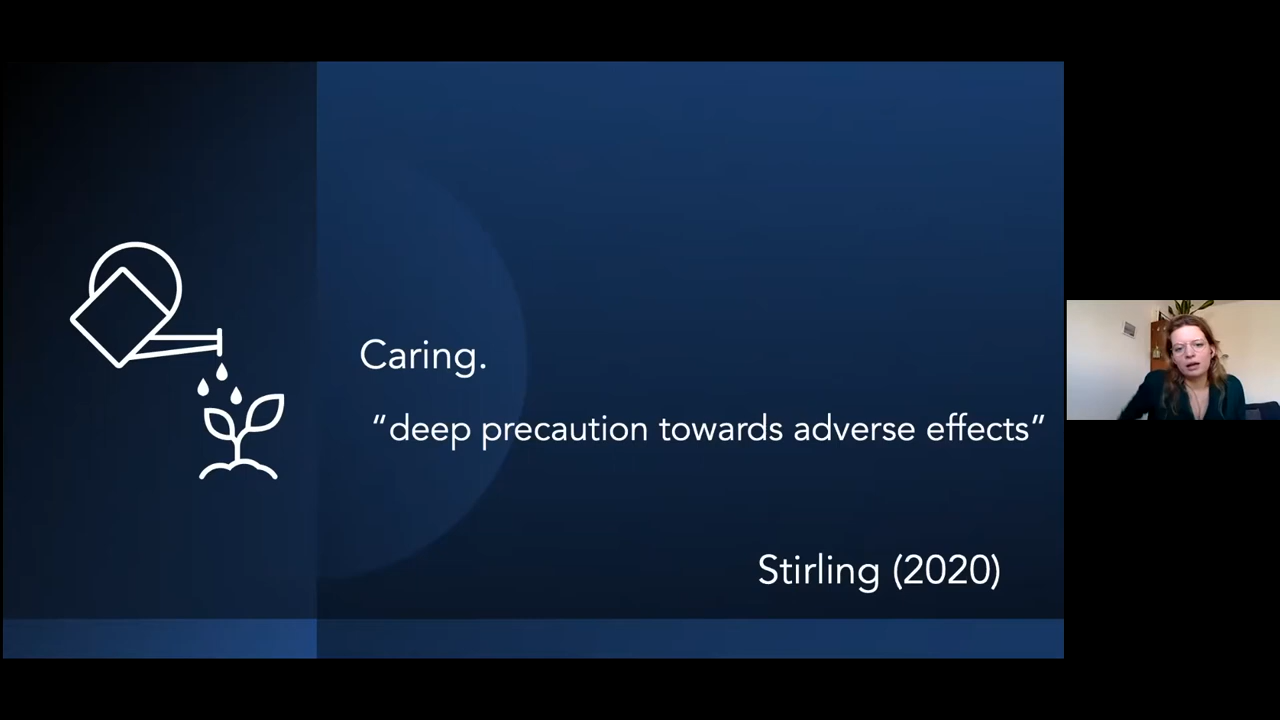 Caring.
“deep precaution towards adverse effects”
Stirling (2020)